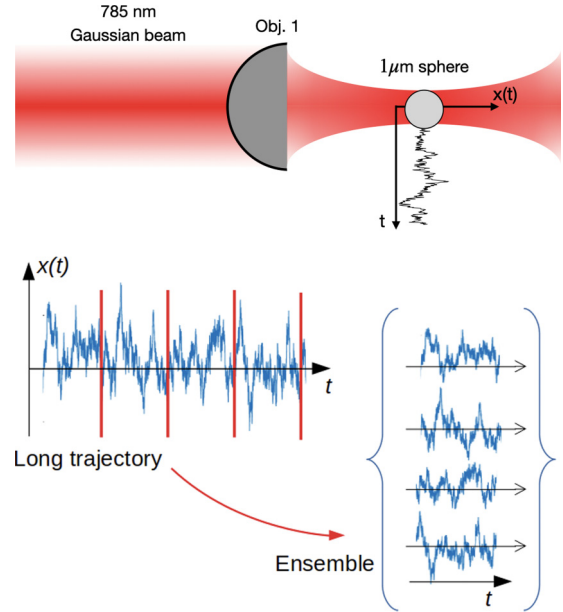 785 nm
Gaussian beam
Obj. 1
1μm sphere
x(t)
t
x(t)
t
Long trajectory
Ensemble
t